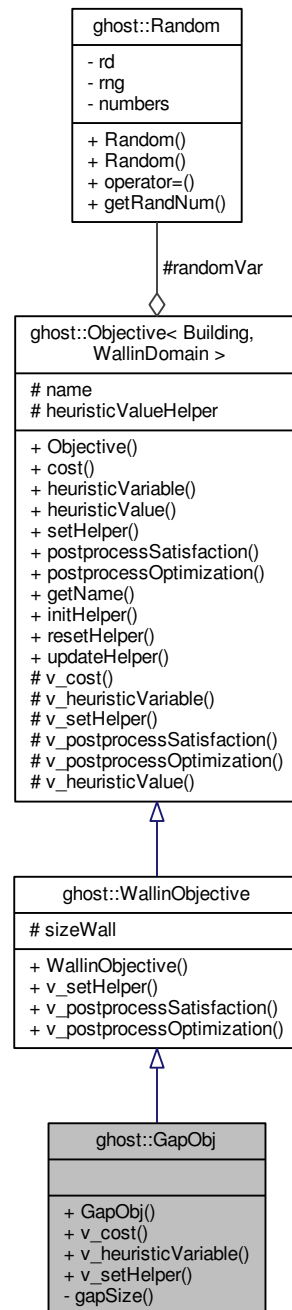 ghost::Random
- rd
- rng
- numbers
+ Random()
+ Random()
+ operator=()
+ getRandNum()
#randomVar
ghost::Objective< Building,
WallinDomain >
# name
# heuristicValueHelper
+ Objective()
+ cost()
+ heuristicVariable()
+ heuristicValue()
+ setHelper()
+ postprocessSatisfaction()
+ postprocessOptimization()
+ getName()
+ initHelper()
+ resetHelper()
+ updateHelper()
# v_cost()
# v_heuristicVariable()
# v_setHelper()
# v_postprocessSatisfaction()
# v_postprocessOptimization()
# v_heuristicValue()
ghost::WallinObjective
# sizeWall
+ WallinObjective()
+ v_setHelper()
+ v_postprocessSatisfaction()
+ v_postprocessOptimization()
ghost::GapObj
+ GapObj()
+ v_cost()
+ v_heuristicVariable()
+ v_setHelper()
- gapSize()